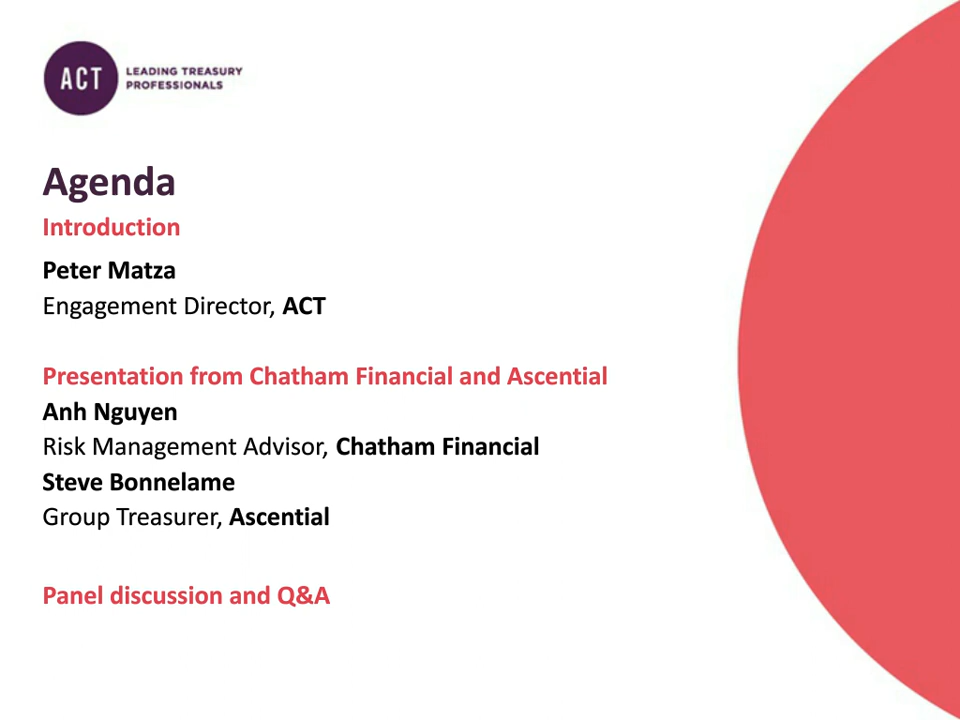 ACT
LEADING TREASURY
PROFESSIONALS
Agenda
Introduction
Peter Matza
Engagement Director, ACT
Presentation from Chatham Financial and Ascential
Anh Nguyen
Risk Management Advisor, Chatham Financial
Steve Bonnelame
Group Treasurer, Ascential
Panel discussion and Q&A